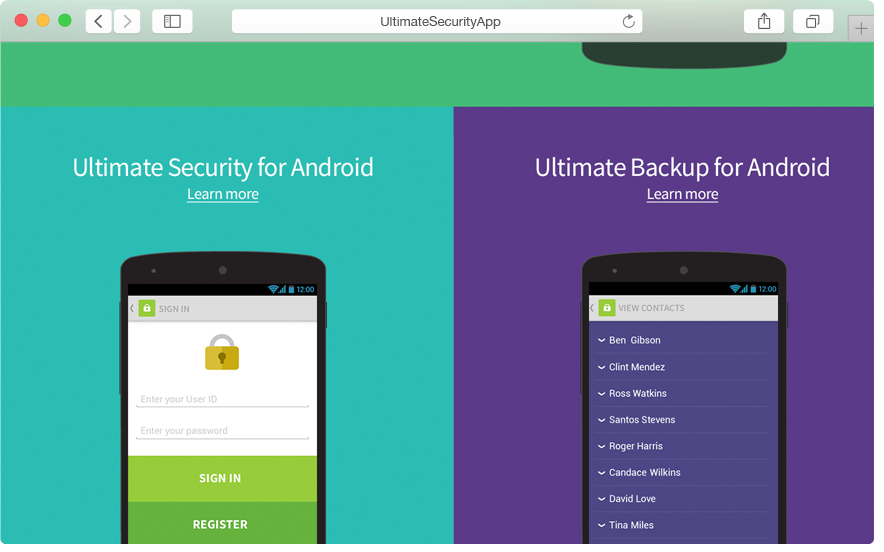 UltimateSecurityApp
Ultimate Security for Android
Learn more
12:00
SIGN IN
Enter your User ID
Enter your password
SIGN IN
REGISTER
Ultimate Backup for Android
Learn more
12:00
VIEW CONTACTS
Ben Gibson
Clint Mendez
Ross Watkins
Santos Stevens
Roger Harris
Candace Wilkins
David Love
Tina Miles